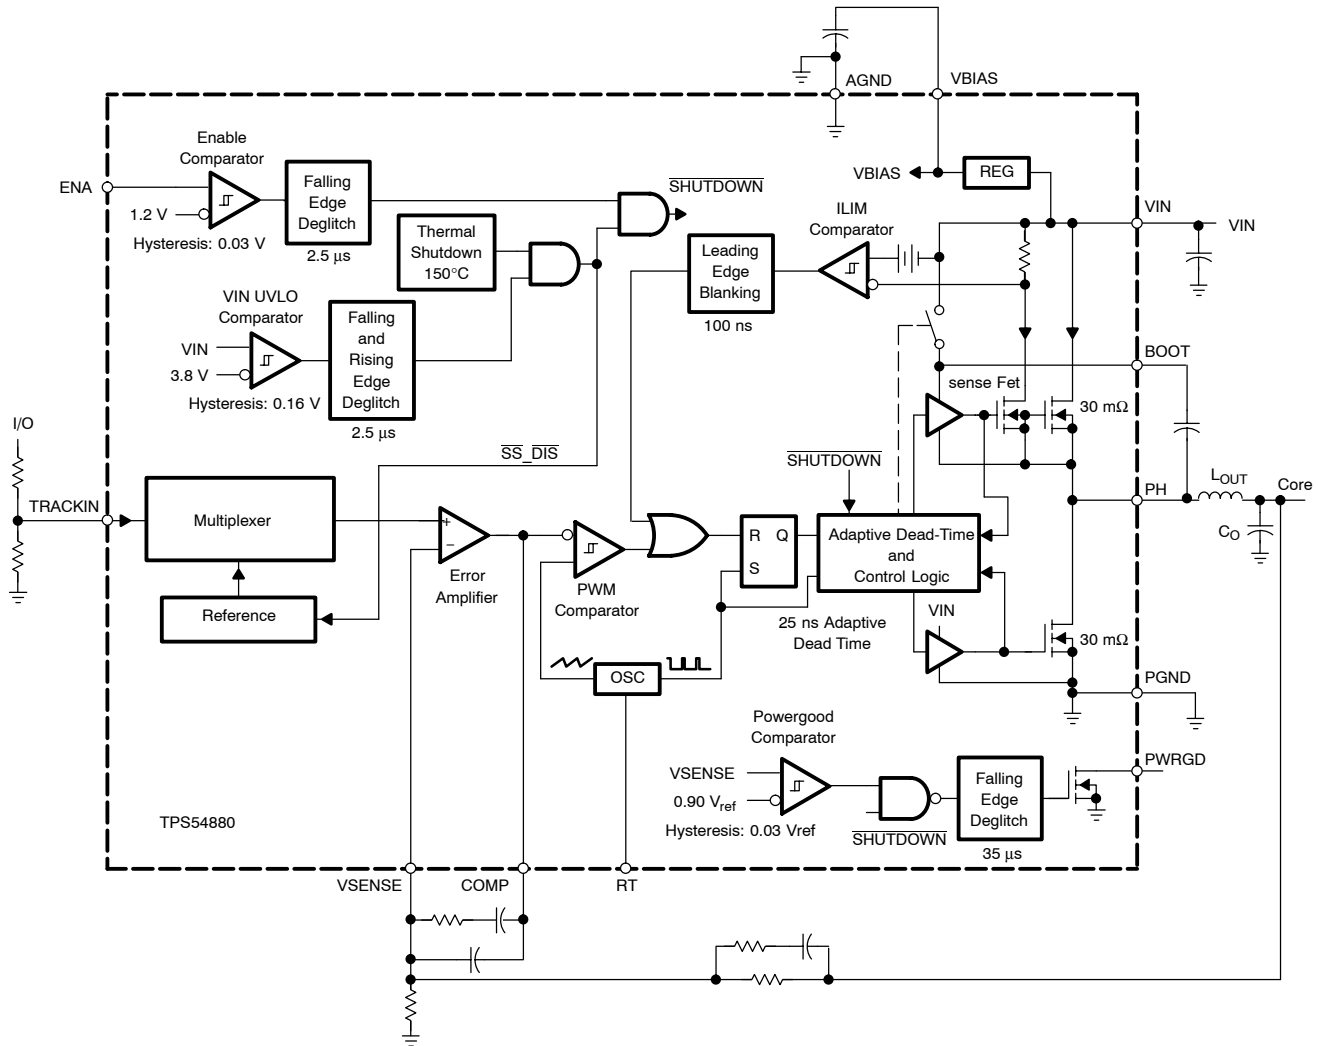 AGND
VBIAS
Enable
Comparator
ENA
1.2 V
Hysteresis: 0.03 V
Falling
Edge
Deglitch
2.5 μs
SHUTDOWN
Thermal
Shutdown
150°C
VBIAS
REG
ILIM
Comparator
Leading
Edge
Blanking
100 ns
VIN
VIN
VIN UVLO
Comparator
VIN
3.8 V
Hysteresis: 0.16 V
Falling
and
Rising
Edge
Deglitch
2.5 μs
BOOT
sense Fet
30 mΩ
I/O
SS_DIS
SHUTDOWN
TRACKIN
Multiplexer
Reference
+
−
Error
Amplifier
PWM
Comparator
R Q
S
Adaptive Dead-Time
and
Control Logic
25 ns Adaptive
Dead Time
VIN
30 mΩ
PH
LOUT
Core
CO
OSC
PGND
Powergood
Comparator
VSENSE
0.90 Vref
Hysteresis: 0.03 Vref
SHUTDOWN
Falling
Edge
Deglitch
35 μs
PWRGD
TPS54880
VSENSE
COMP
RT